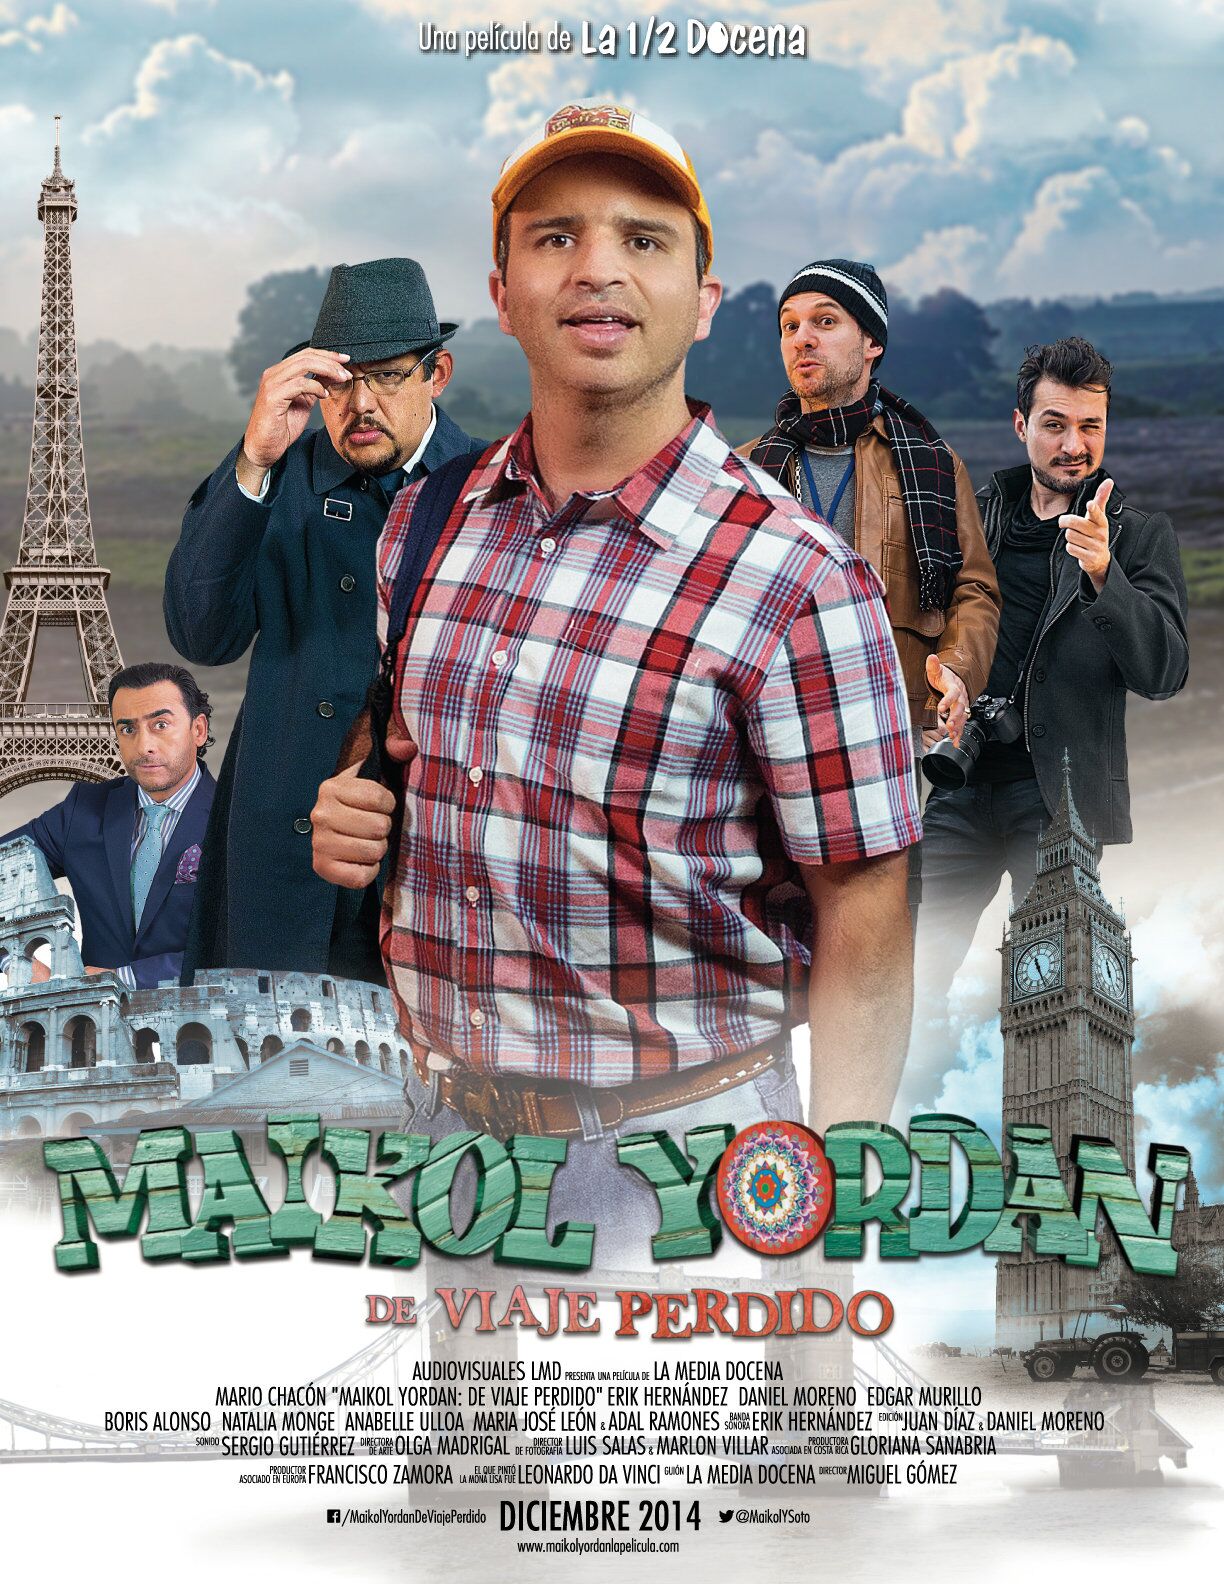 Una película de La 1/2 Docena
MAIKOL YORDAN
DE VIAJE PERDIDO
AUDIOVISUALES LMD PRESENTA UNA PELÍCULA DE LA MEDIA DOCENA
MARIO CHACÓN "MAIKOL YORDAN: DE VIAJE PERDIDO" ERIK HERNÁNDEZ DANIEL MORENO EDGAR MURILLO
BORIS ALONSO NATALIA MONGE ANABELLE ULLOA MARIA JOSÉ LEÓN & ADAL RAMONES BANDA SONORA ERIK HERNÁNDEZ EDICIÓN JUAN DÍAZ & DANIEL MORENO
SONIDO SERGIO GUTIÉRREZ DIRECTORA DE ARTE OLGA MADRIGAL DIRECTOR DE FOTOGRAFÍA LUIS SALAS & MARLON VILLAR PRODUCTORA ASOCIADA EN COSTA RICA GLORIANA SANABRIA
PRODUCTOR ASOCIADO EN EUROPA FRANCISCO ZAMORA EL QUE PINTÓ LA MONA LISA FUE LEONARDO DA VINCI GUIÓN LA MEDIA DOCENA DIRECTOR MIGUEL GÓMEZ
/MaikolYordanDeViajePerdido DICIEMBRE 2014 @MaikolYSoto
www.maikolyordanlapelicula.com